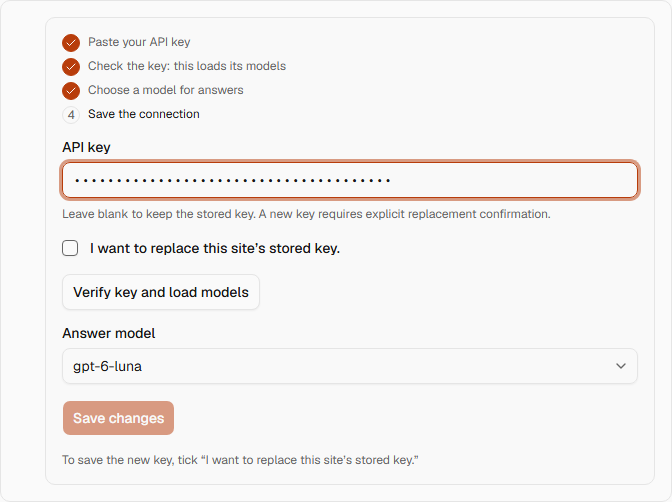 Paste your API key
Check the key: this loads its models
Choose a model for answers
4 Save the connection
API key
••••••••••••••••••••••••••••••••••••••
Leave blank to keep the stored key. A new key requires explicit replacement confirmation.
I want to replace this site's stored key.
Verify key and load models
Answer model
gpt-6-luna
Save changes
To save the new key, tick “I want to replace this site's stored key.”